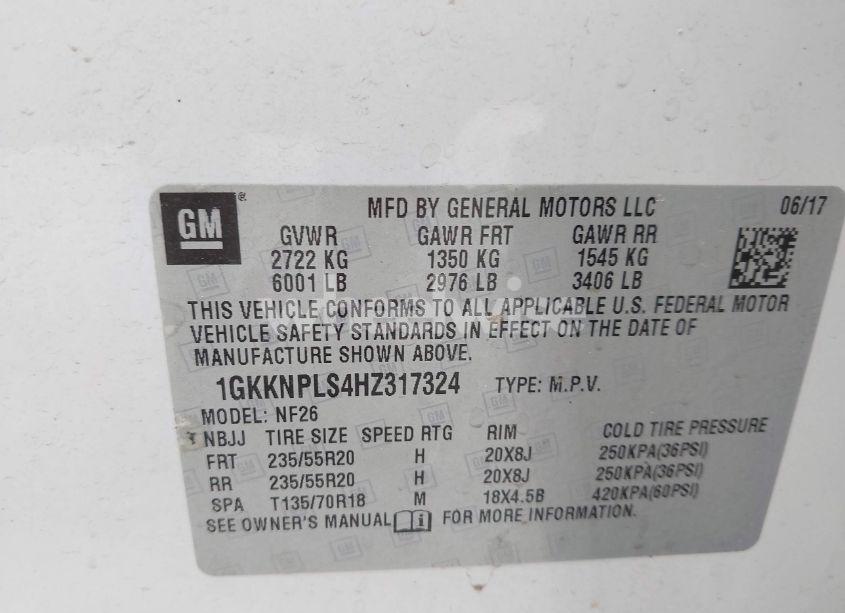 GM® MFD BY GENERAL MOTORS LLC 06/17
GVWR GAWR FRT GAWR RR
2722 KG 1350 KG 1545 KG
6001 LB 2976 LB 3406 LB
THIS VEHICLE CONFORMS TO ALL APPLICABLE U.S. FEDERAL MOTOR
VEHICLE SAFETY STANDARDS IN EFFECT ON THE DATE OF
MANUFACTURE SHOWN ABOVE.
1GKKNPLS4HZ317324 TYPE: M.P.V.
MODEL: NF26
NBJJ TIRE SIZE SPEED RTG RIM COLD TIRE PRESSURE
FRT 235/55R20 H 20X8J 250KPA(36PSI)
RR 235/55R20 H 20X8J 250KPA(36PSI)
SPA T135/70R18 M 18X4.5B 420KPA(60PSI)
SEE OWNER'S MANUAL FOR MORE INFORMATION.